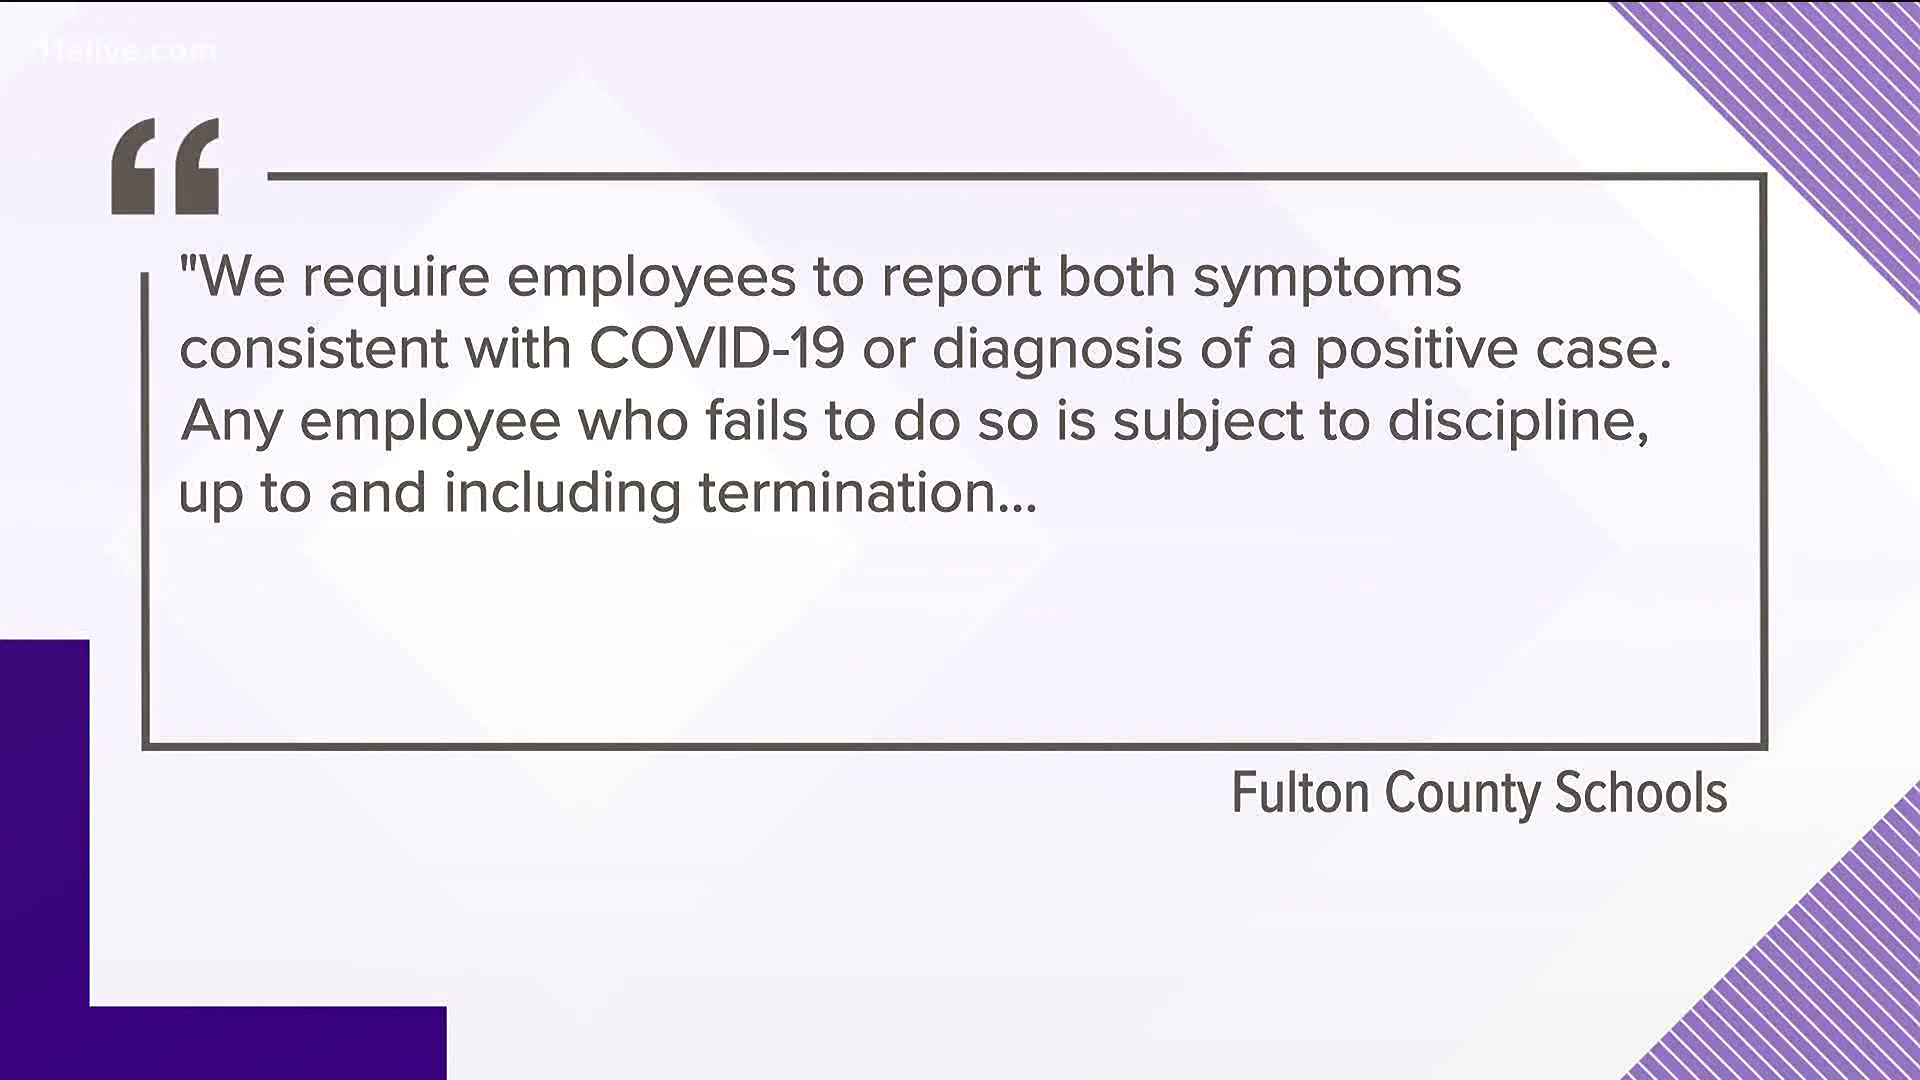 11alive.com
"We require employees to report both symptoms
consistent with COVID-19 or diagnosis of a positive case.
Any employee who fails to do so is subject to discipline,
up to and including termination...
Fulton County Schools